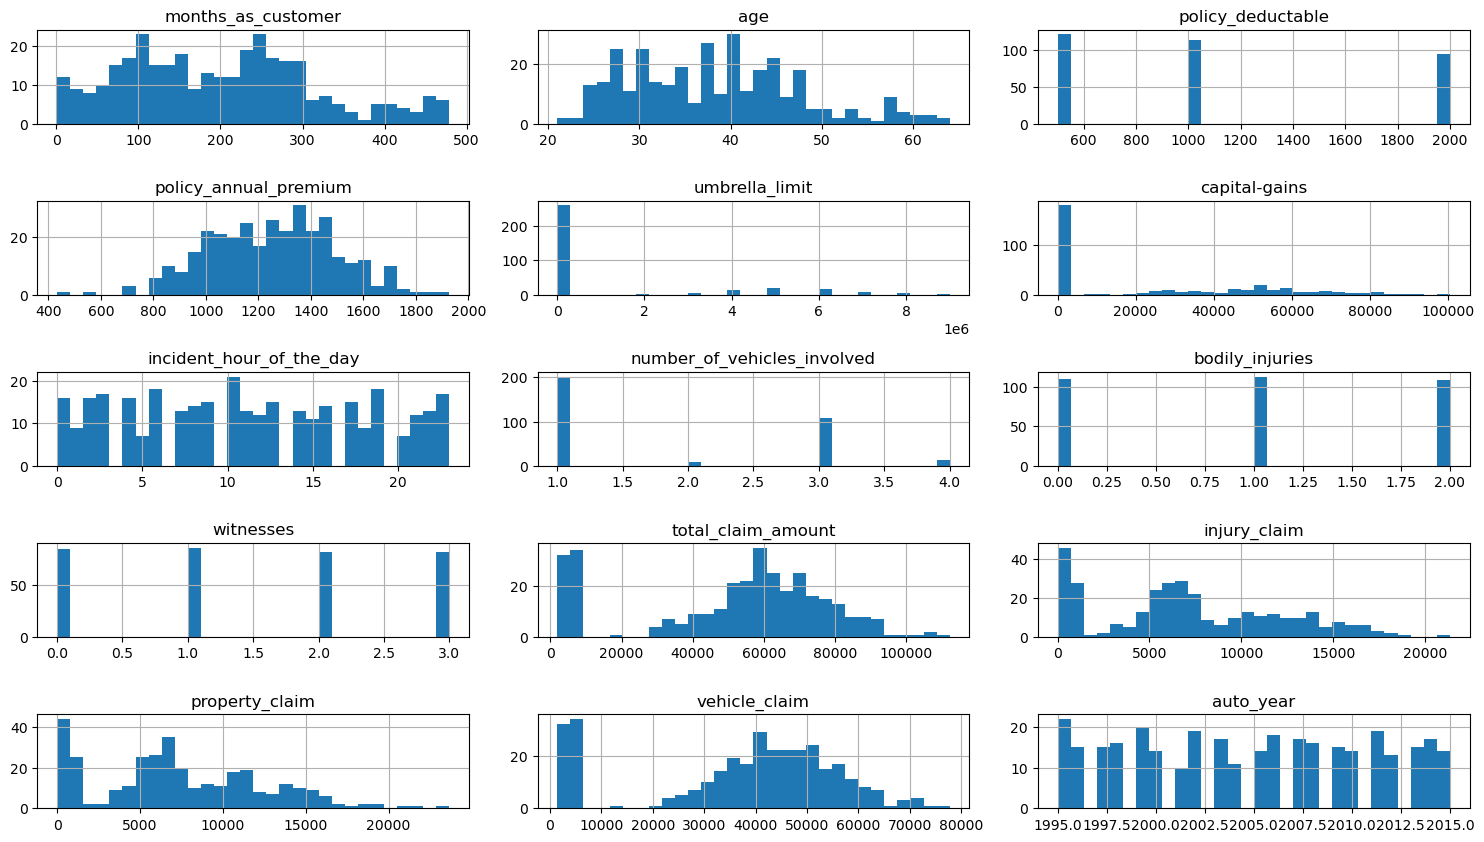 months_as_customer
20
10
0
0 100 200 300 400 500
age
20
0
20 30 40 50 60
policy_deductable
100
50
0
600 800 1000 1200 1400 1600 1800 2000
policy_annual_premium
20
0
400 600 800 1000 1200 1400 1600 1800 2000
umbrella_limit
200
100
0
0 2 4 6 8
1e6
capital-gains
100
0
0 20000 40000 60000 80000 100000
incident_hour_of_the_day
20
10
0
0 5 10 15 20
number_of_vehicles_involved
200
100
0
1.0 1.5 2.0 2.5 3.0 3.5 4.0
bodily_injuries
100
50
0
0.00 0.25 0.50 0.75 1.00 1.25 1.50 1.75 2.00
witnesses
50
0
0.0 0.5 1.0 1.5 2.0 2.5 3.0
total_claim_amount
20
0
0 20000 40000 60000 80000 100000
injury_claim
40
20
0
0 5000 10000 15000 20000
property_claim
40
20
0
0 5000 10000 15000 20000
vehicle_claim
20
0
0 10000 20000 30000 40000 50000 60000 70000 80000
auto_year
20
10
0
1995.0 1997.5 2000.0 2002.5 2005.0 2007.5 2010.0 2012.5 2015.0